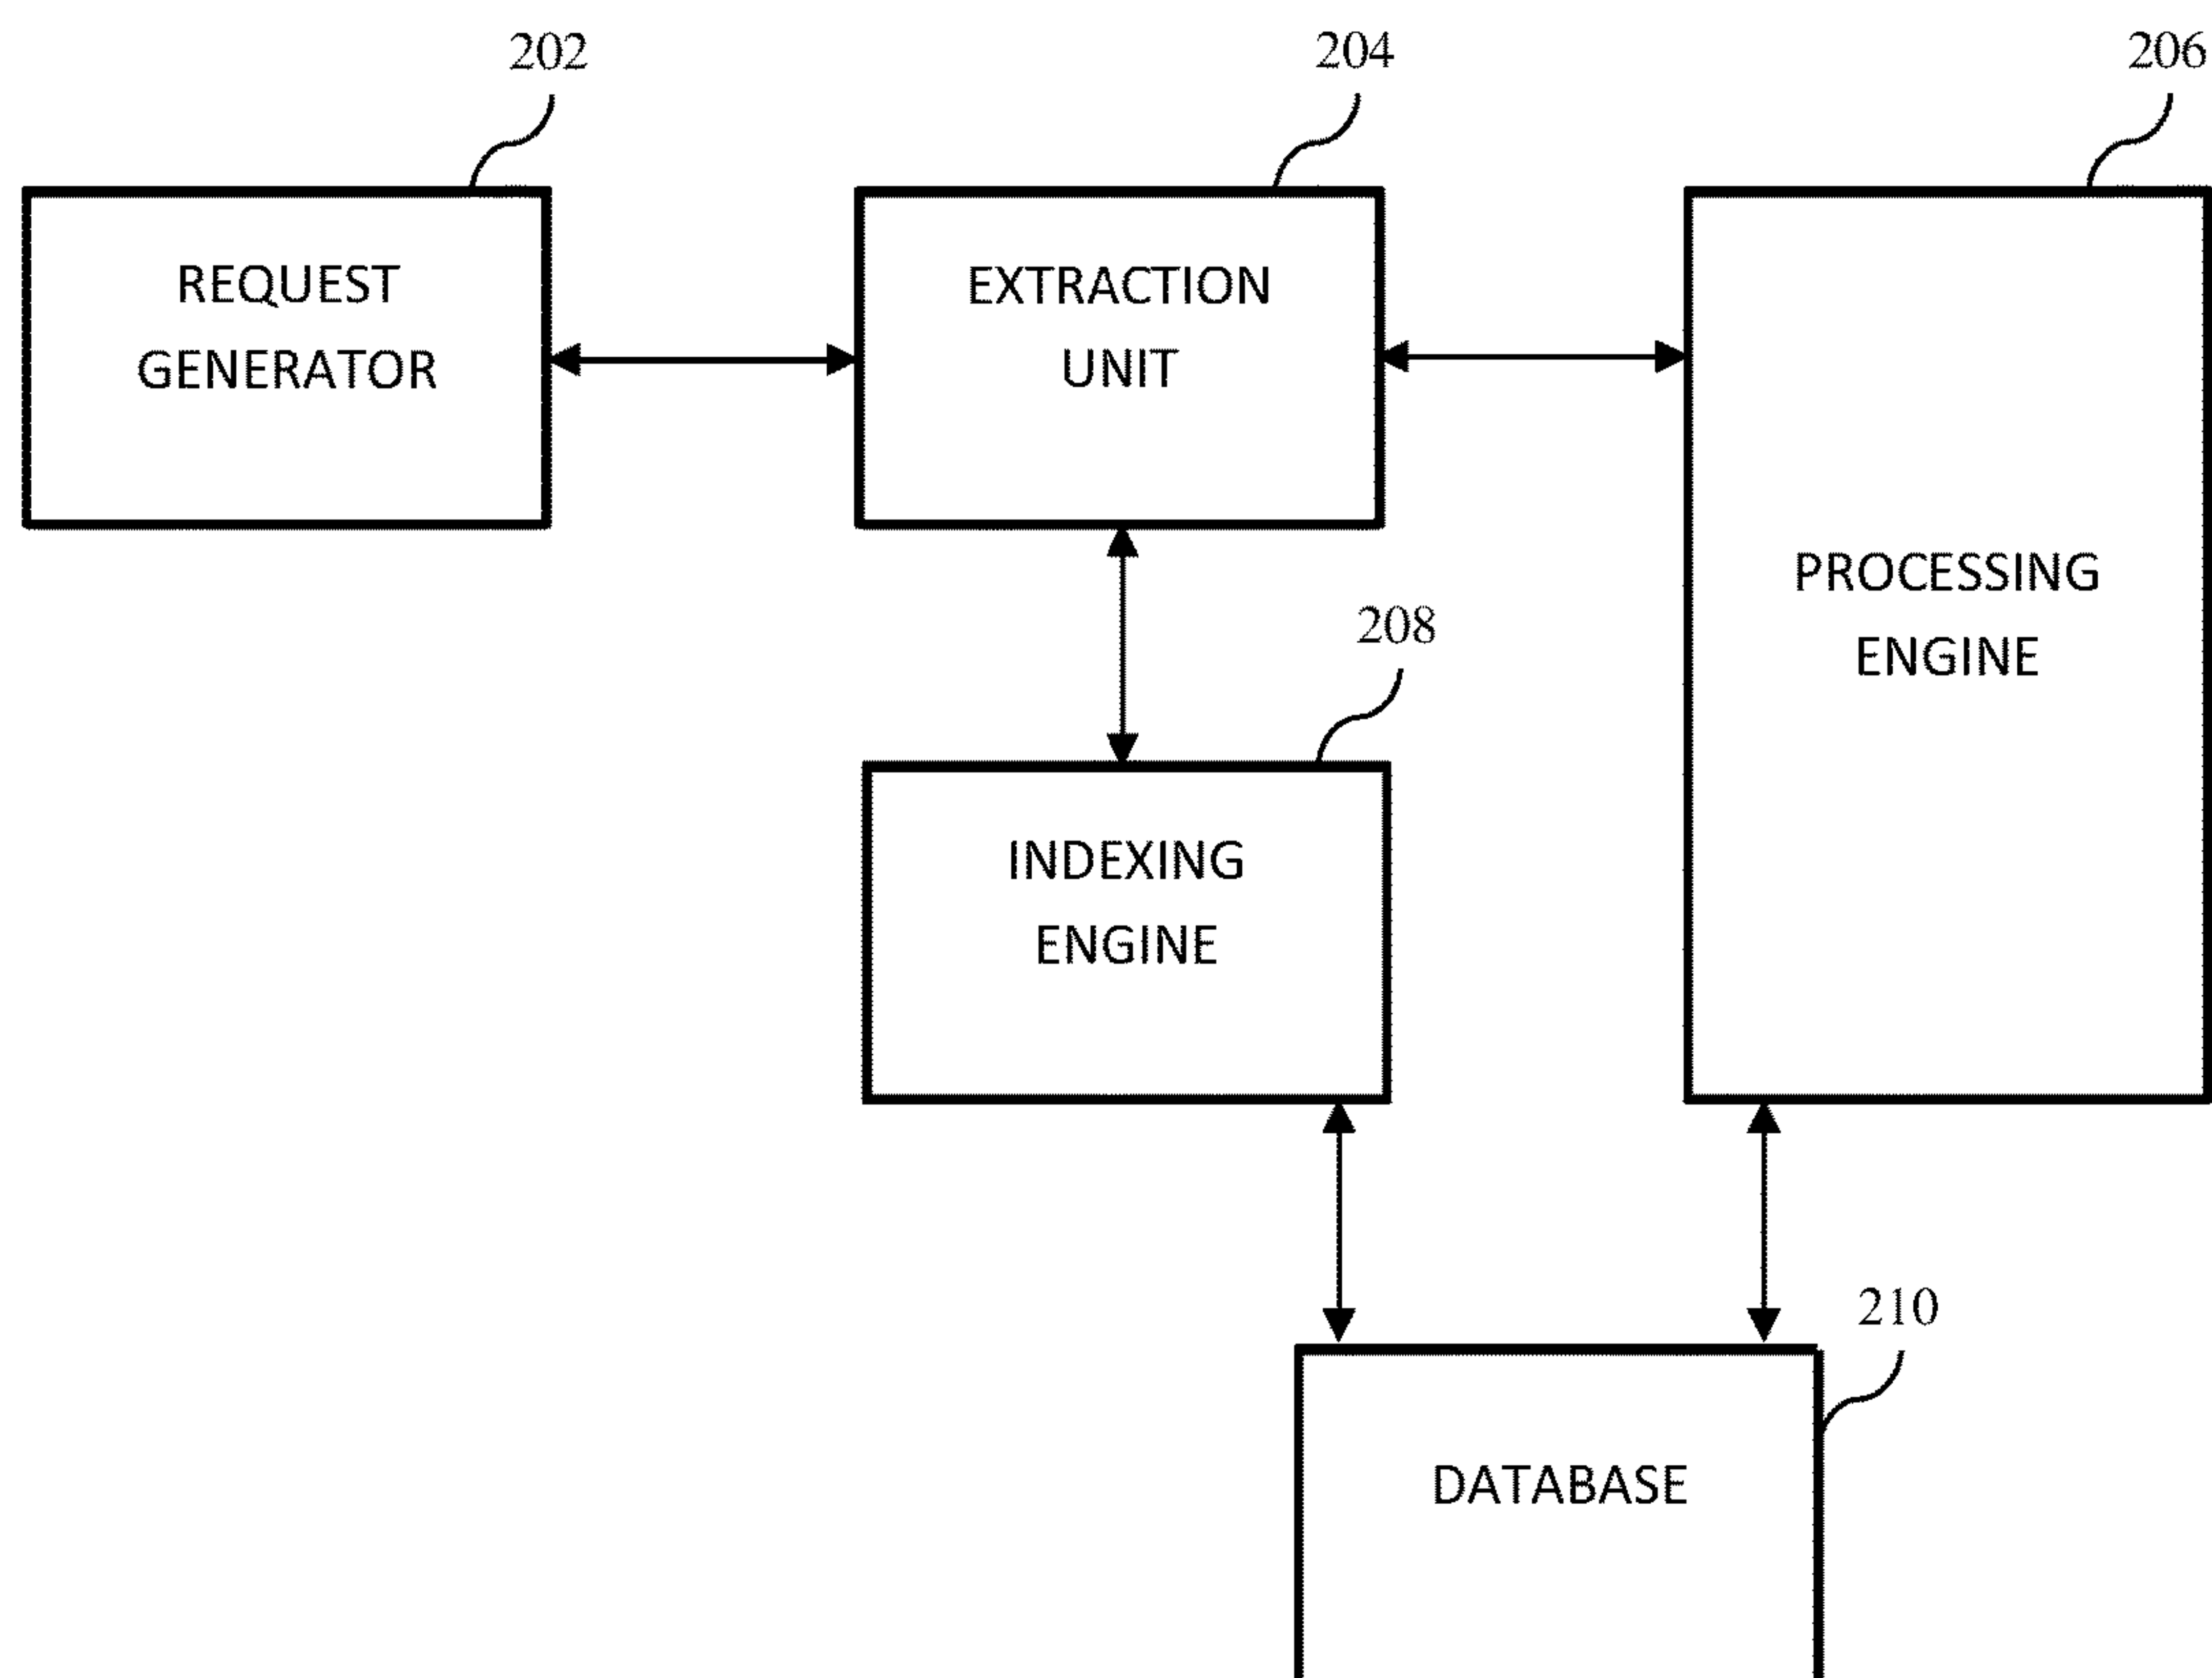 202
204
206
REQUEST
GENERATOR
EXTRACTION
UNIT
PROCESSING
ENGINE
208
INDEXING
ENGINE
210
DATABASE